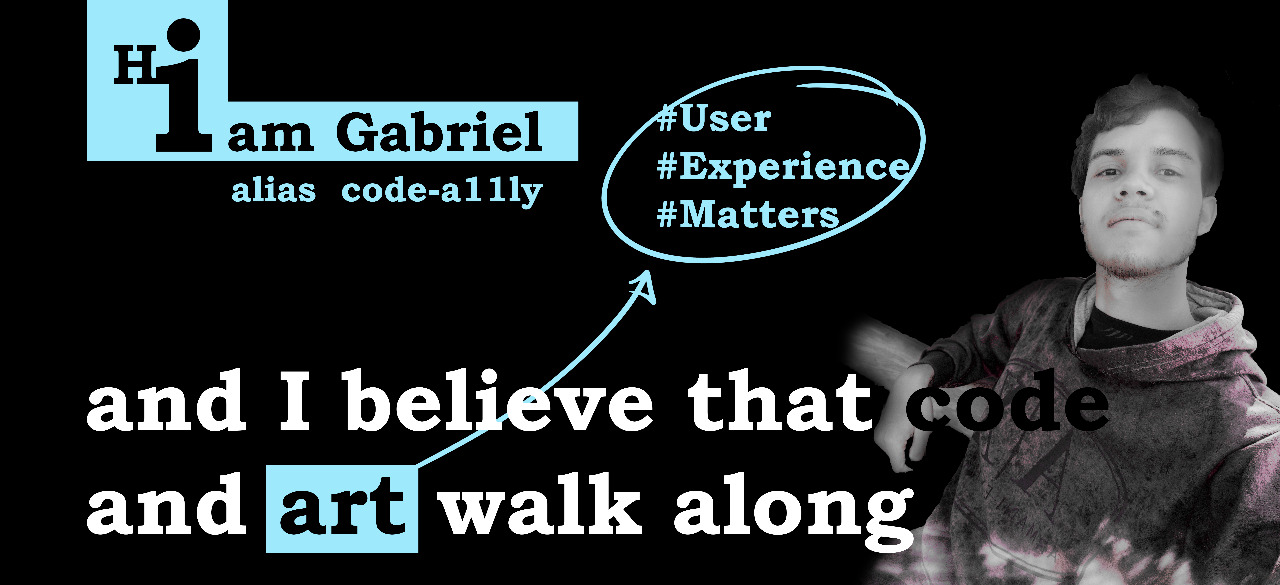 Hi am Gabriel
alias code-a11ly
#User
#Experience
#Matters
and I believe that code
and art walk along